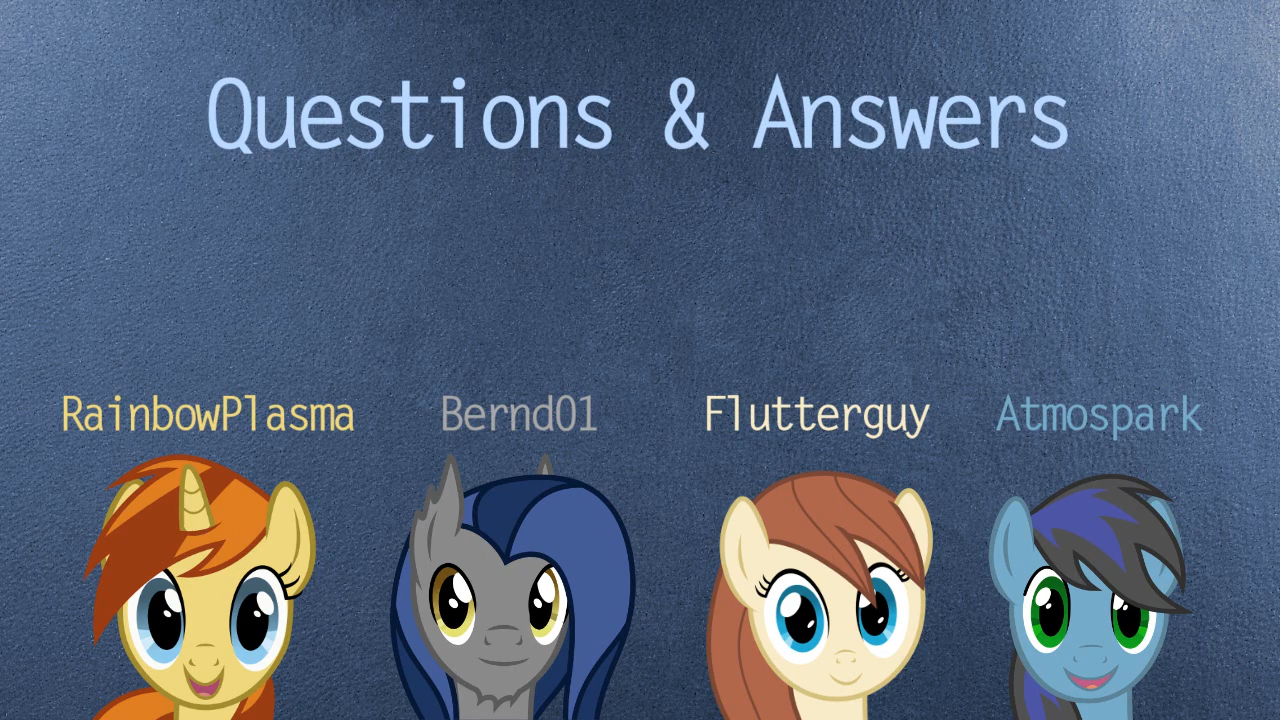 Questions & Answers
RainbowPlasma Bernd01 Flutterguy Atmospark